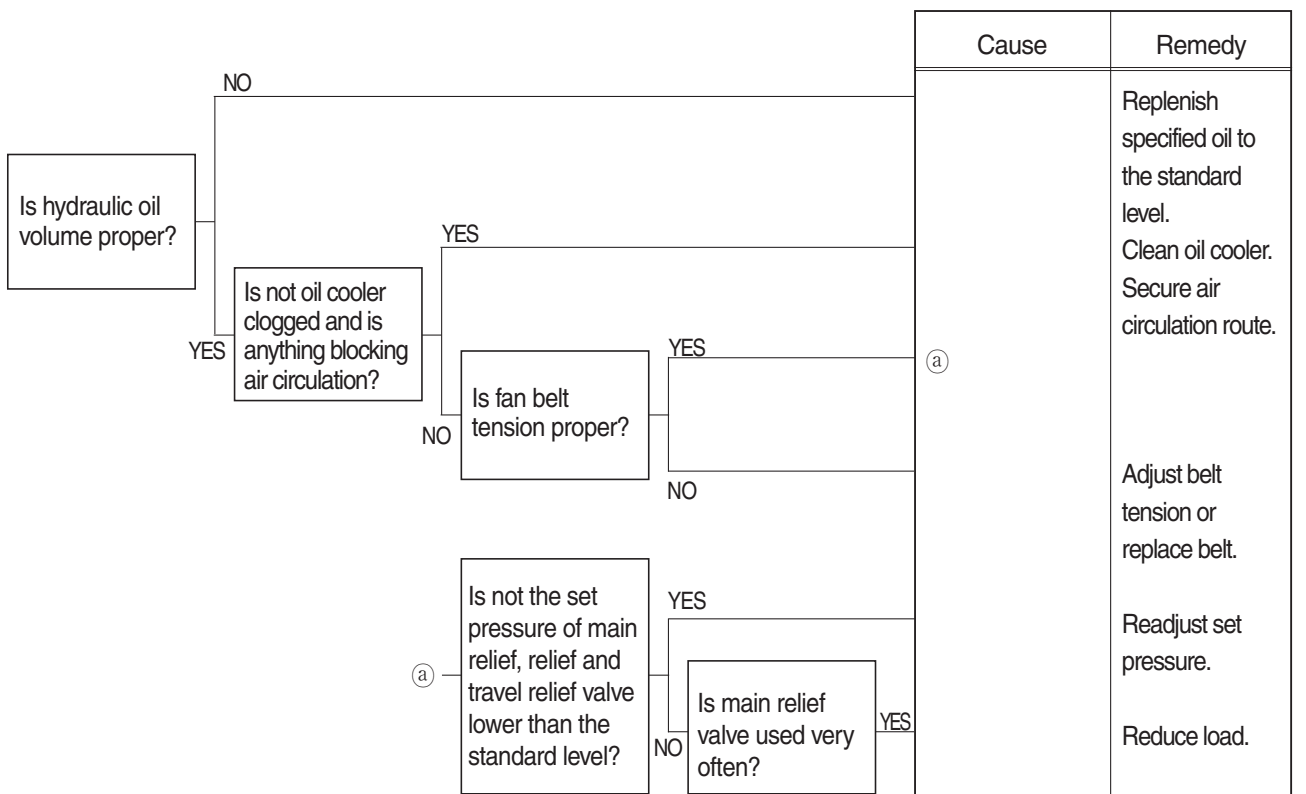 Cause
Remedy
NO
Replenish
specified oil to
the standard
level.
Is hydraulic oil
volume proper?
YES
Clean oil cooler.
Secure air
circulation route.
YES
Is not oil cooler
clogged and is
anything blocking
air circulation?
YES
ⓐ
NO
Is fan belt
tension proper?
NO
Adjust belt
tension or
replace belt.
ⓐ
Is not the set
pressure of main
relief, relief and
travel relief valve
lower than the
standard level?
YES
Readjust set
pressure.
NO
Is main relief
valve used very
often?
YES
Reduce load.